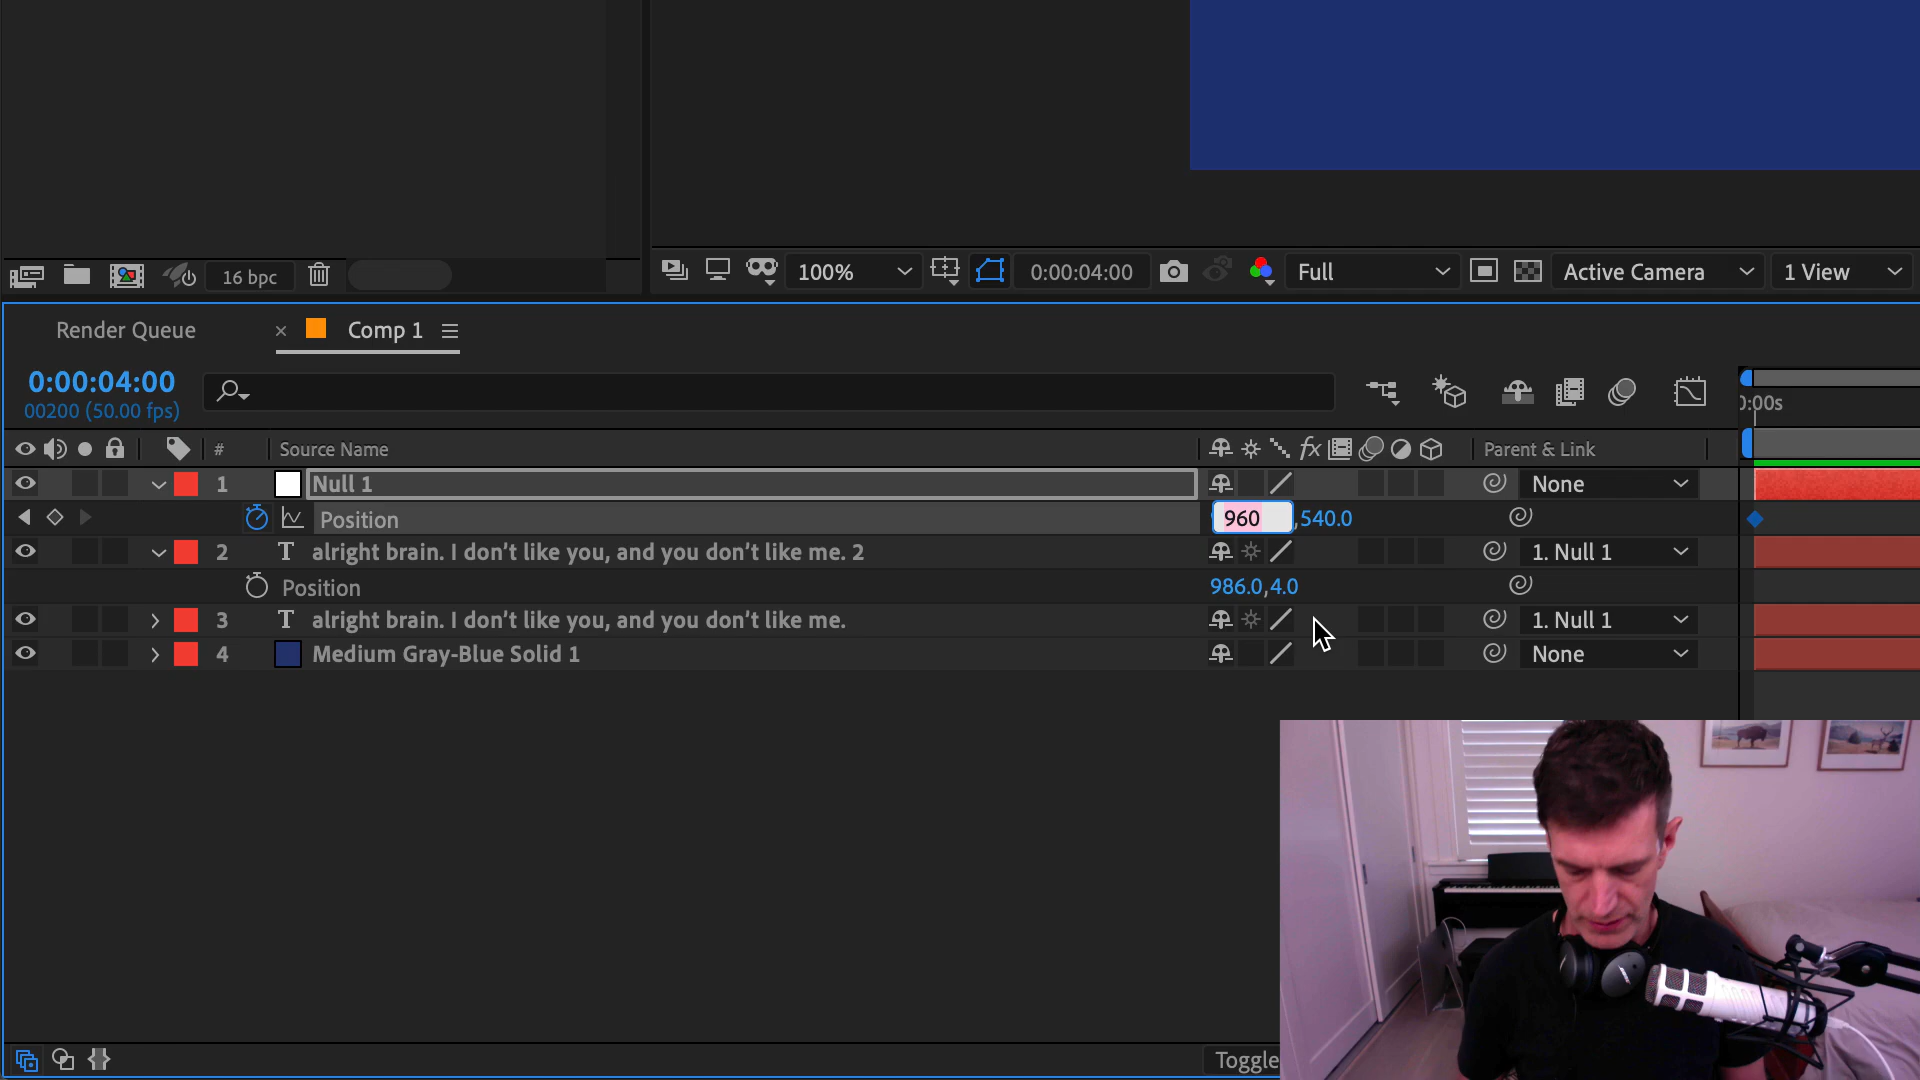 16 bpc
100%
0:00:04:00
Full
Active Camera
1 View
Render Queue
× Comp 1
0:00:04:00
00200 (50.00 fps)
0:00s
# Source Name
fx
Parent & Link
1 Null 1
None
Position
960,540.0
2 T alright brain. I don't like you, and you don't like me. 2
1. Null 1
Position
986.0,4.0
3 T alright brain. I don't like you, and you don't like me.
1. Null 1
4 Medium Gray-Blue Solid 1
None
Toggle